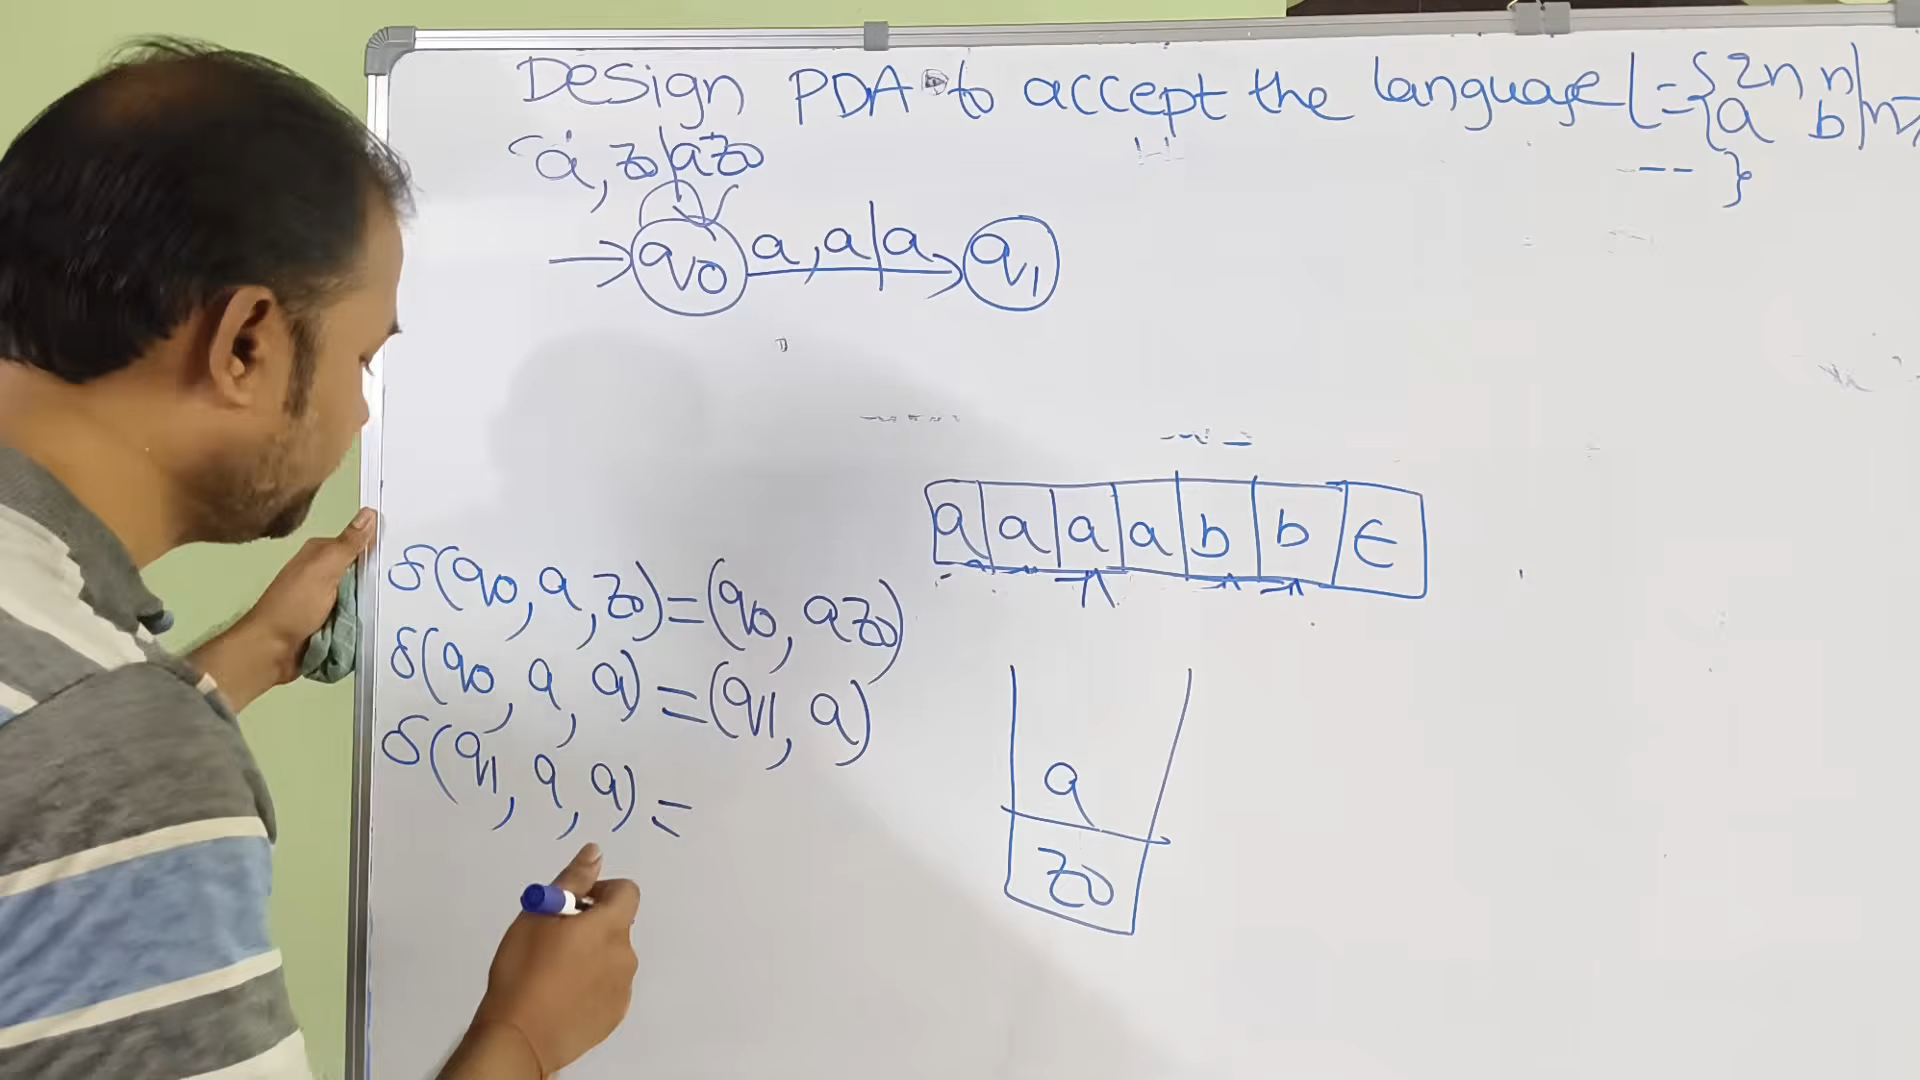 Design PDA to accept the language L={a^2n b^n|n>
}
a, z0|az0
q0 a, a|a q1
a a a a b b ϵ
δ(q0, a, z0)=(q0, az0)
δ(q0, a, a)=(q1, a)
δ(q1, a, a)=
a
z0